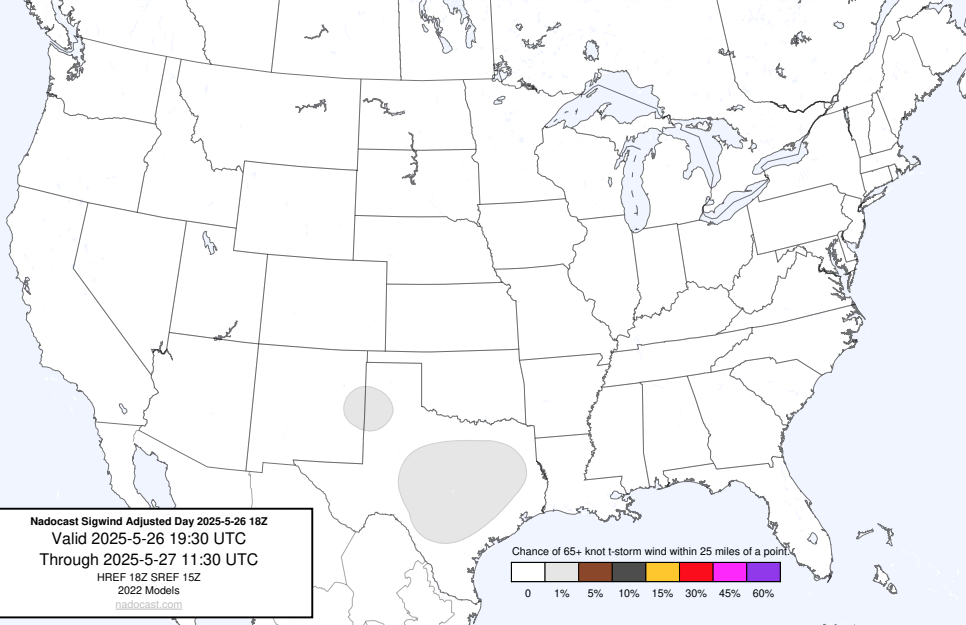 Nadocast Sigwind Adjusted Day 2025-5-26 18Z
Valid 2025-5-26 19:30 UTC
Through 2025-5-27 11:30 UTC
HREF 18Z SREF 15Z
2022 Models
nadocast.com
Chance of 65+ knot t-storm wind within 25 miles of a point.
0 1% 5% 10% 15% 30% 45% 60%